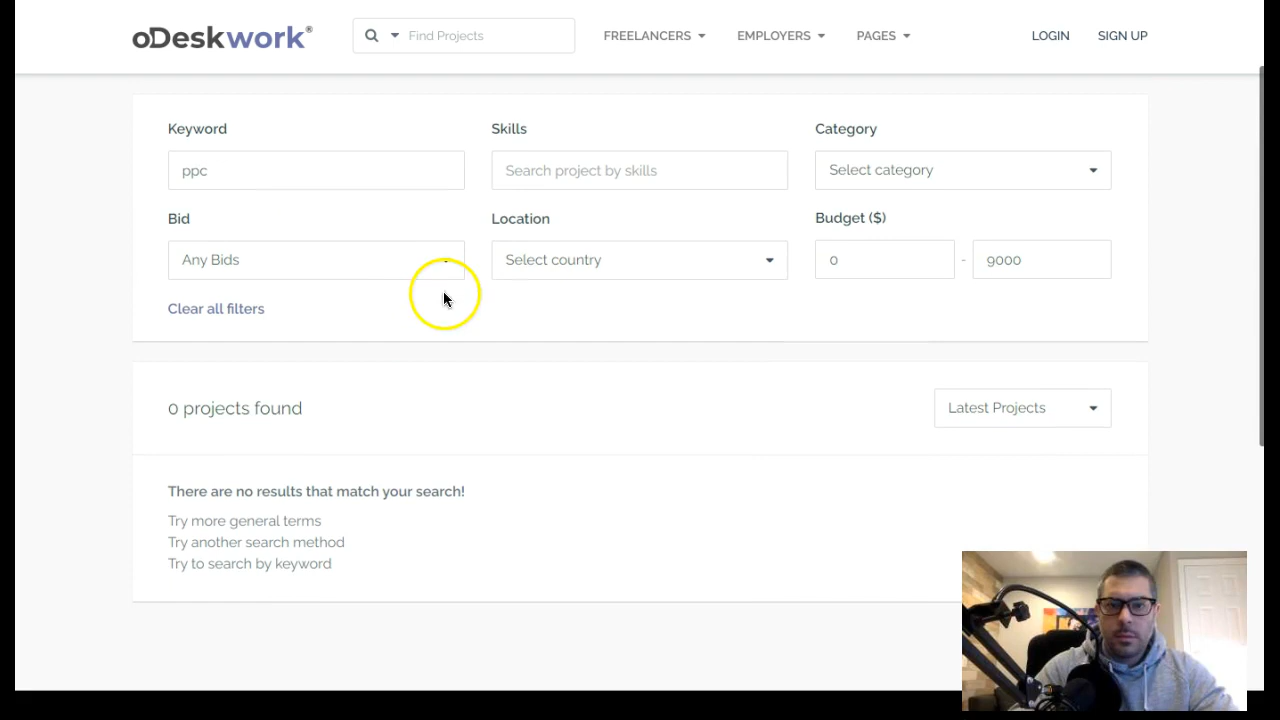 oDeskwork®
Find Projects
FREELANCERS
EMPLOYERS
PAGES
LOGIN
SIGN UP
Keyword
Skills
Category
ppc
Search project by skills
Select category
Bid
Location
Budget ($)
Any Bids
Select country
0 - 9000
Clear all filters
0 projects found
Latest Projects
There are no results that match your search!
Try more general terms
Try another search method
Try to search by keyword